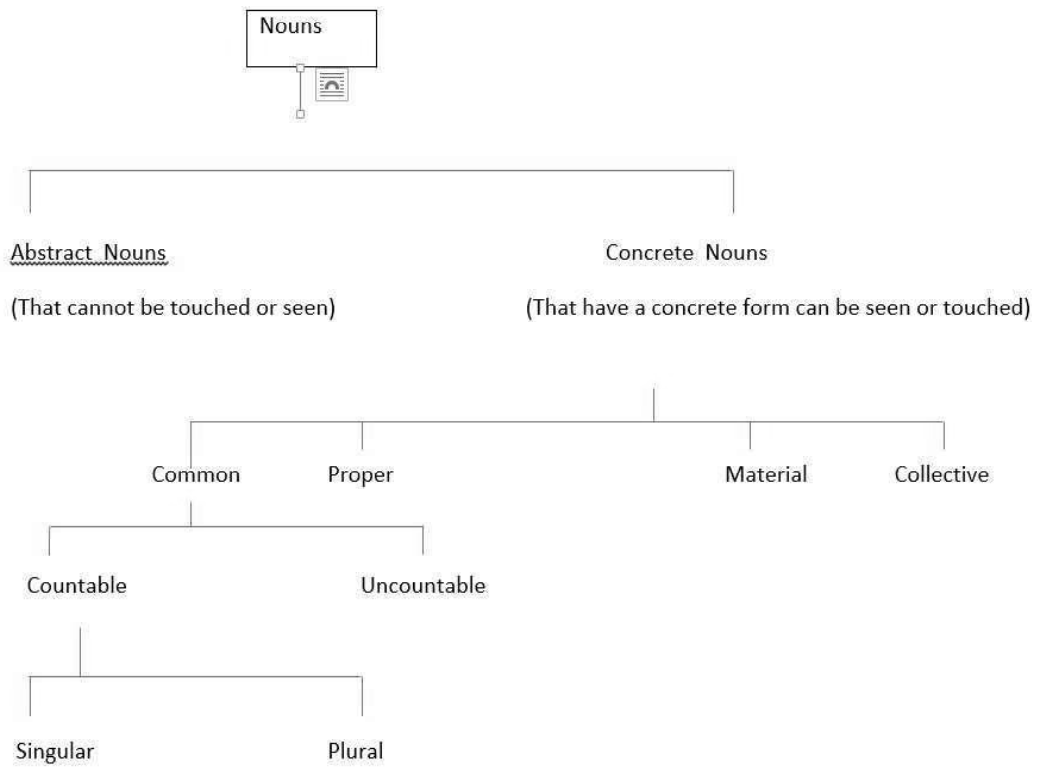 Nouns
Abstract Nouns
Concrete Nouns
(That cannot be touched or seen)
(That have a concrete form can be seen or touched)
Common
Proper
Material
Collective
Countable
Uncountable
Singular
Plural